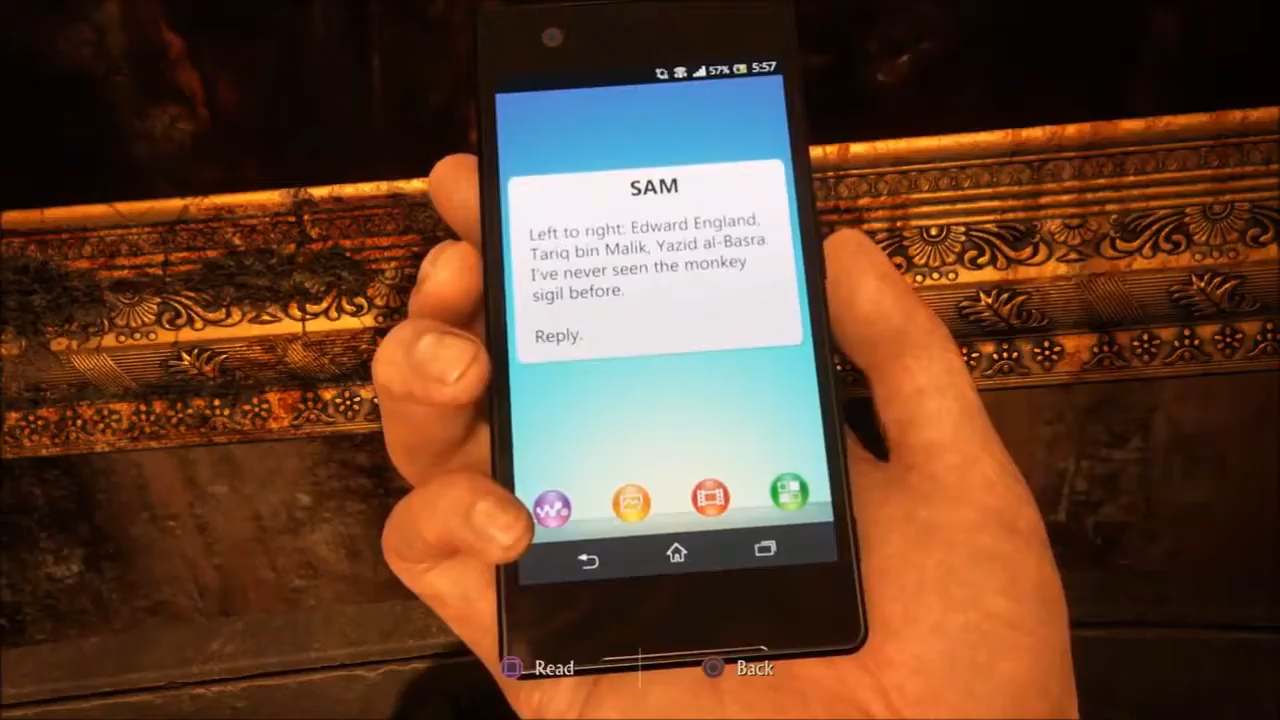 57% 5:57
SAM
Left to right: Edward England,
Tariq bin Malik, Yazid al-Basra.
I've never seen the monkey
sigil before.
Reply.
Read
Back